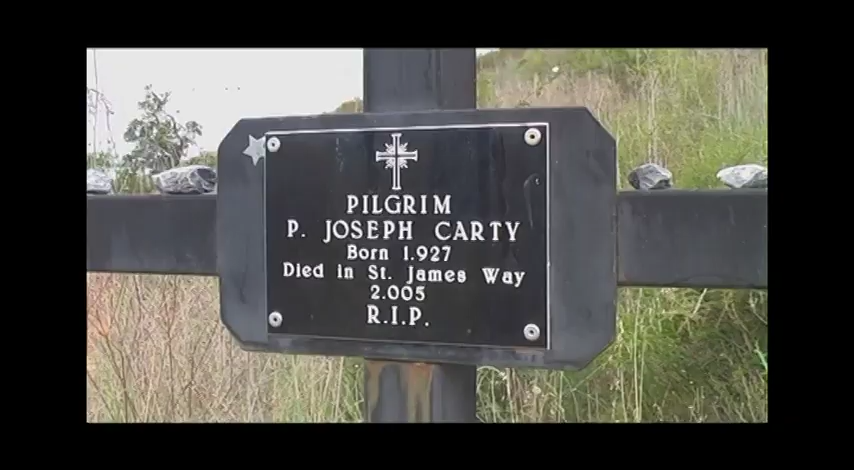 PILGRIM
P. JOSEPH CARTY
Born 1.927
Died in St. James Way
2.005
R.I.P.